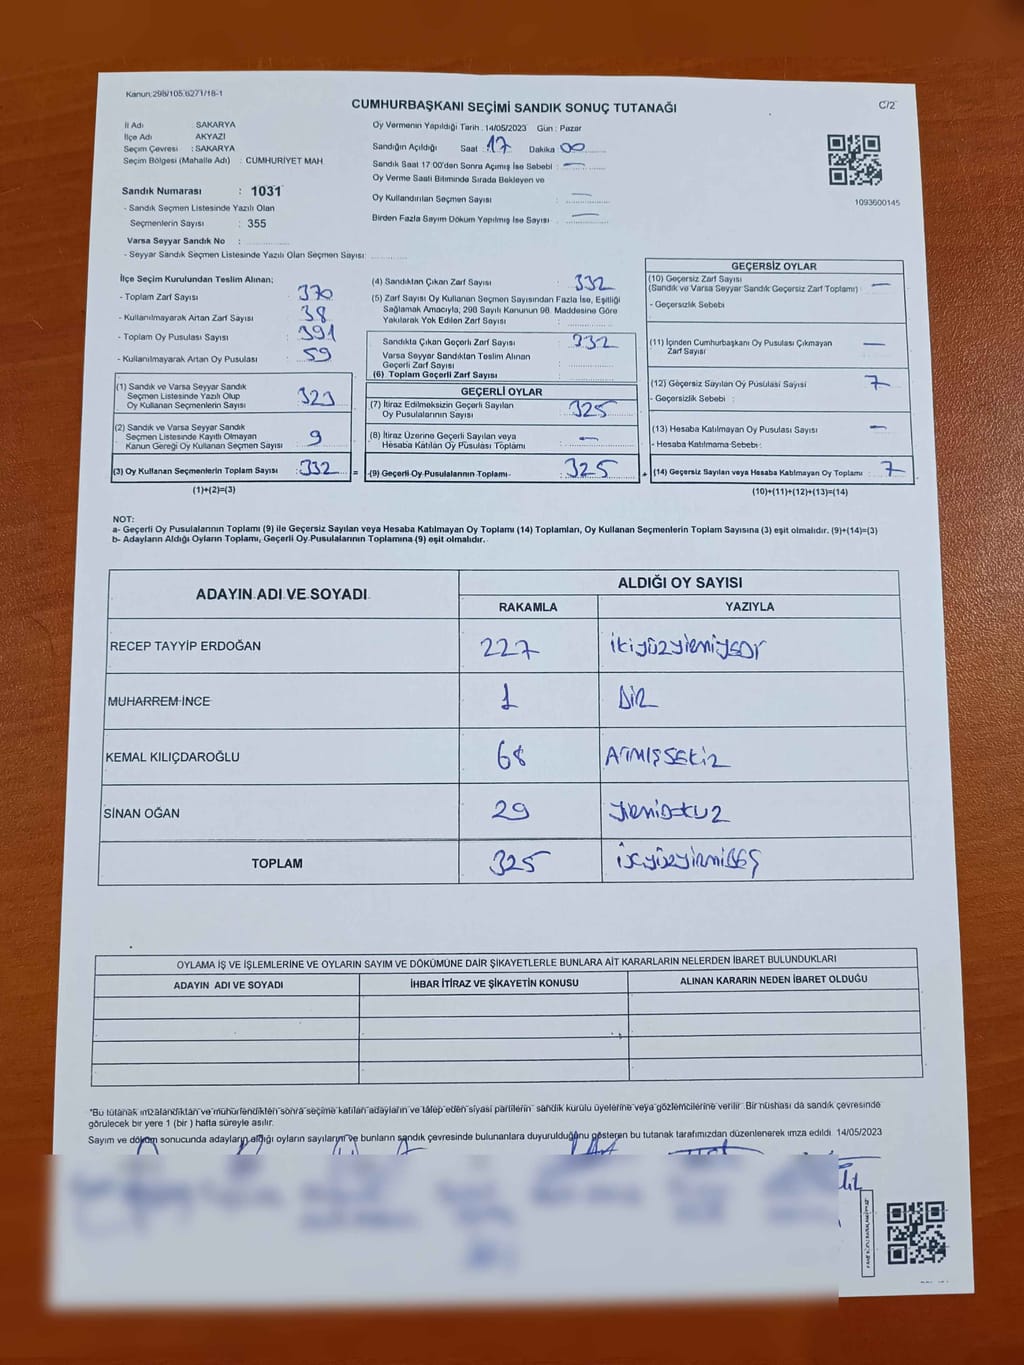 Kanun:298/105.6271/18-1
CUMHURBAŞKANI SEÇİMİ SANDIK SONUÇ TUTANAĞI
C/2
İl Adı SAKARYA
İlçe Adı AKYAZI
Seçim Çevresi : SAKARYA
Seçim Bölgesi (Mahalle Adı) : CUMHURİYET MAH.
Sandık Numarası : 1031
- Sandık Seçmen Listesinde Yazılı Olan
Seçmenlerin Sayısı : 355
Varsa Seyyar Sandık No :
- Seyyar Sandık Seçmen Listesinde Yazılı Olan Seçmen Sayısı:
Oy Vermenin Yapıldığı Tarih : 14/05/2023 Gün : Pazar
Sandığın Açıldığı Saat 17 Dakika 00
Sandık Saat 17:00'den Sonra Açımış İse Sebebi : —
Oy Verme Saati Bitiminde Sırada Bekleyen ve
Oy Kullandırılan Seçmen Sayısı : —
Birden Fazla Sayım Döküm Yapılmış İse Sayısı : —
1093600145
İlçe Seçim Kurulundan Teslim Alınan:
- Toplam Zarf Sayısı 370
- Kullanılmayarak Artan Zarf Sayısı : 38
- Toplam Oy Pusulası Sayısı : 391
- Kullanılmayarak Artan Oy Pusulası : 59
(1) Sandık ve Varsa Seyyar Sandık
Seçmen Listesinde Yazılı Olup
Oy Kullanan Seçmenlerin Sayısı : 323
(2) Sandık ve Varsa Seyyar Sandık
Seçmen Listesinde Kayıtlı Olmayan
Kanun Gereği Oy Kullanan Seçmen Sayısı : 9
(3) Oy Kullanan Seçmenlerin Toplam Sayısı : 332 =
(1)+(2)=(3)
(4) Sandıktan Çıkan Zarf Sayısı 332
(5) Zarf Sayısı Oy Kullanan Seçmen Sayısından Fazla İse, Eşitliği
Sağlamak Amacıyla, 298 Sayılı Kanunun 98. Maddesine Göre
Yakılarak Yok Edilen Zarf Sayısı :
Sandıkta Çıkan Geçerli Zarf Sayısı : 332
Varsa Seyyar Sandıktan Teslim Alınan
Geçerli Zarf Sayısı
(6) Toplam Geçerli Zarf Sayısı :
GEÇERLİ OYLAR
(7) İtiraz Edilmeksizin Geçerli Sayılan
Oy Pusulalarının Sayısı : 325
(8) İtiraz Üzerine Geçerli Sayılan veya
Hesaba Katılan Oy Pusulası Toplamı : —
(9) Geçerli Oy Pusulalarının Toplamı : 325 +
GEÇERSİZ OYLAR
(10) Geçersiz Zarf Sayısı
(Sandık ve Varsa Seyyar Sandık Geçersiz Zarf Toplamı) : —
- Geçersizlik Sebebi
(11) İçinden Cumhurbaşkanı Oy Pusulası Çıkmayan
Zarf Sayısı : —
(12) Geçersiz Sayılan Oy Pusulası Sayısı : 7
- Geçersizlik Sebebi :
(13) Hesaba Katılmayan Oy Pusulası Sayısı : —
- Hesaba Katılmama Sebebi :
(14) Geçersiz Sayılan veya Hesaba Katılmayan Oy Toplamı : 7
(10)+(11)+(12)+(13)=(14)
NOT:
a- Geçerli Oy Pusulalarının Toplamı (9) ile Geçersiz Sayılan veya Hesaba Katılmayan Oy Toplamı (14) Toplamları, Oy Kullanan Seçmenlerin Toplam Sayısına (3) eşit olmalıdır. (9)+(14)=(3)
b- Adayların Aldığı Oyların Toplamı, Geçerli Oy Pusulalarının Toplamına (9) eşit olmalıdır.
ADAYIN ADI VE SOYADI ALDIĞI OY SAYISI
RAKAMLA YAZIYLA
RECEP TAYYİP ERDOĞAN 227 ikiyüzyirmiyedi
MUHARREM İNCE 1 BİR
KEMAL KILIÇDAROĞLU 68 ATMIŞSEKİZ
SİNAN OĞAN 29 yirmidokuz
TOPLAM 325 üçyüzyirmibeş
OYLAMA İŞ VE İŞLEMLERİNE VE OYLARIN SAYIM VE DÖKÜMÜNE DAİR ŞİKAYETLERLE BUNLARA AİT KARARLARIN NELERDEN İBARET BULUNDUKLARI
ADAYIN ADI VE SOYADI İHBAR İTİRAZ VE ŞİKAYETİN KONUSU ALINAN KARARIN NEDEN İBARET OLDUĞU
*Bu tutanak imzalandıktan ve mühürlendikten sonra seçime katılan adayların ve talep eden siyasi partilerin sandık kurulu üyelerine veya gözlemcilerine verilir. Bir nüshası da sandık çevresinde
görülecek bir yere 1 (bir ) hafta süreyle asılır.
Sayım ve döküm sonucunda adayların aldığı oyların sayılarını ve bunların sandık çevresinde bulunanlara duyurulduğunu gösteren bu tutanak tarafımızdan düzenlenerek imza edildi. 14/05/2023